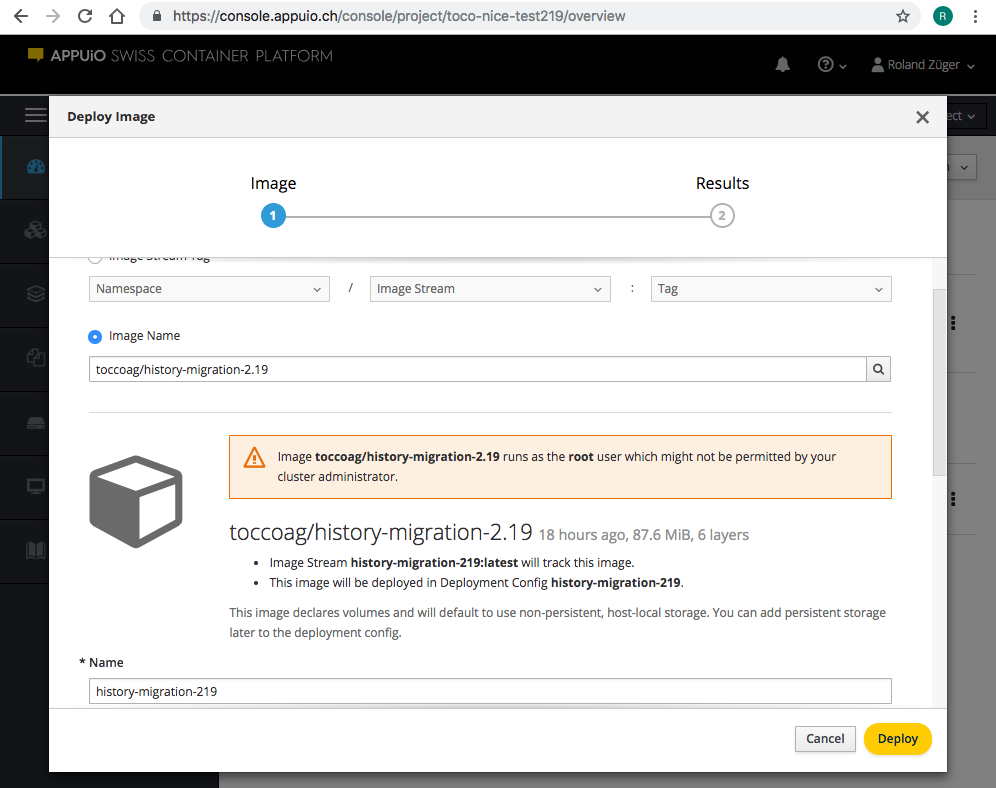 https://console.appuio.ch/console/project/toco-nice-test219/overview
R
APPUiO SWISS CONTAINER PLATFORM
Roland Züger
Deploy Image
ect
Image
Results
1
2
Image Stream Tag
Namespace
/
Image Stream
:
Tag
Image Name
toccoag/history-migration-2.19
Image toccoag/history-migration-2.19 runs as the root user which might not be permitted by your
cluster administrator.
toccoag/history-migration-2.19 18 hours ago, 87.6 MiB, 6 layers
• Image Stream history-migration-219:latest will track this image.
• This image will be deployed in Deployment Config history-migration-219.
This image declares volumes and will default to use non-persistent, host-local storage. You can add persistent storage
later to the deployment config.
* Name
history-migration-219
Cancel
Deploy